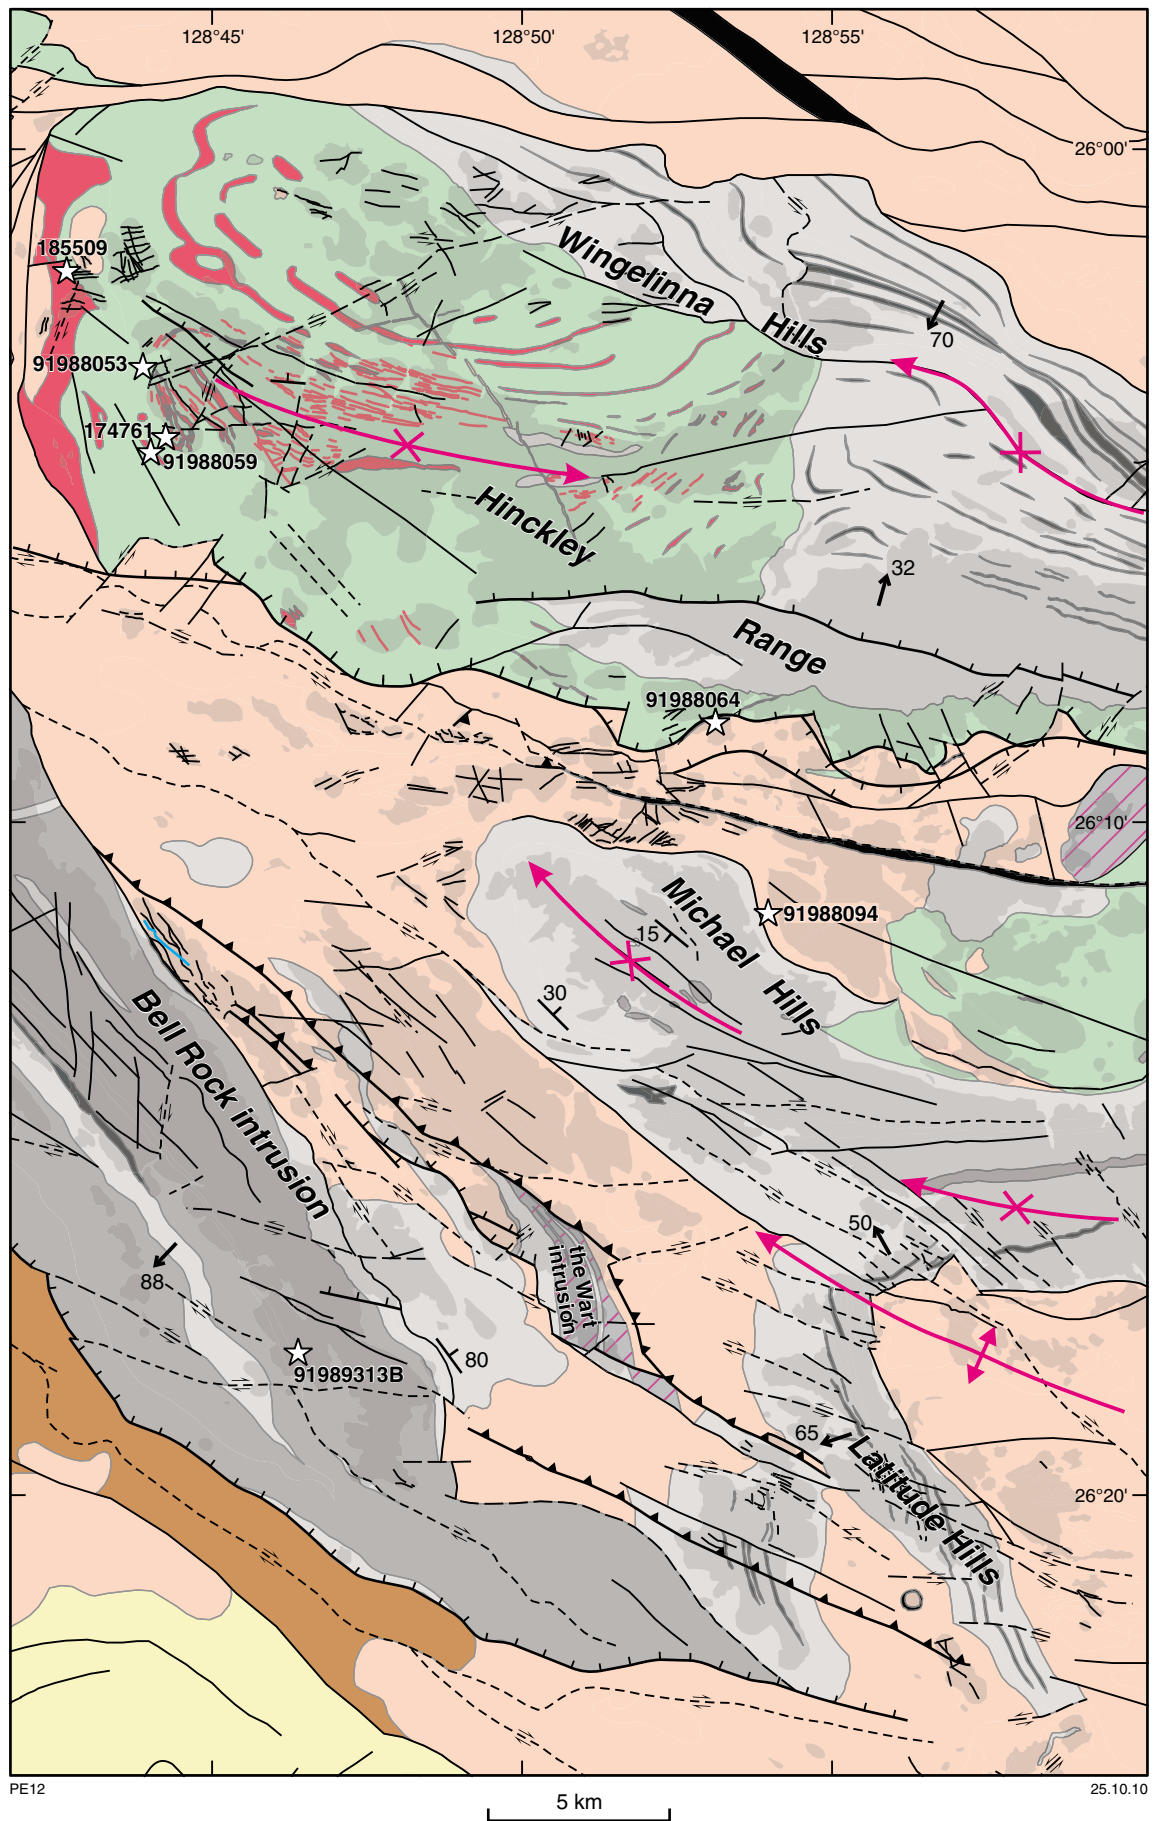 128°45'
128°50'
128°55'
26°00'
185509
Wingelinna
Hills
70
91988053
174761
91988059
Hinckley
32
Range
91988064
26°10'
Michael
Hills
91988094
15
30
Bell Rock intrusion
50
the Wart
intrusion
88
80
91989313B
65
Latitude Hills
26°20'
PE12
25.10.10
5 km